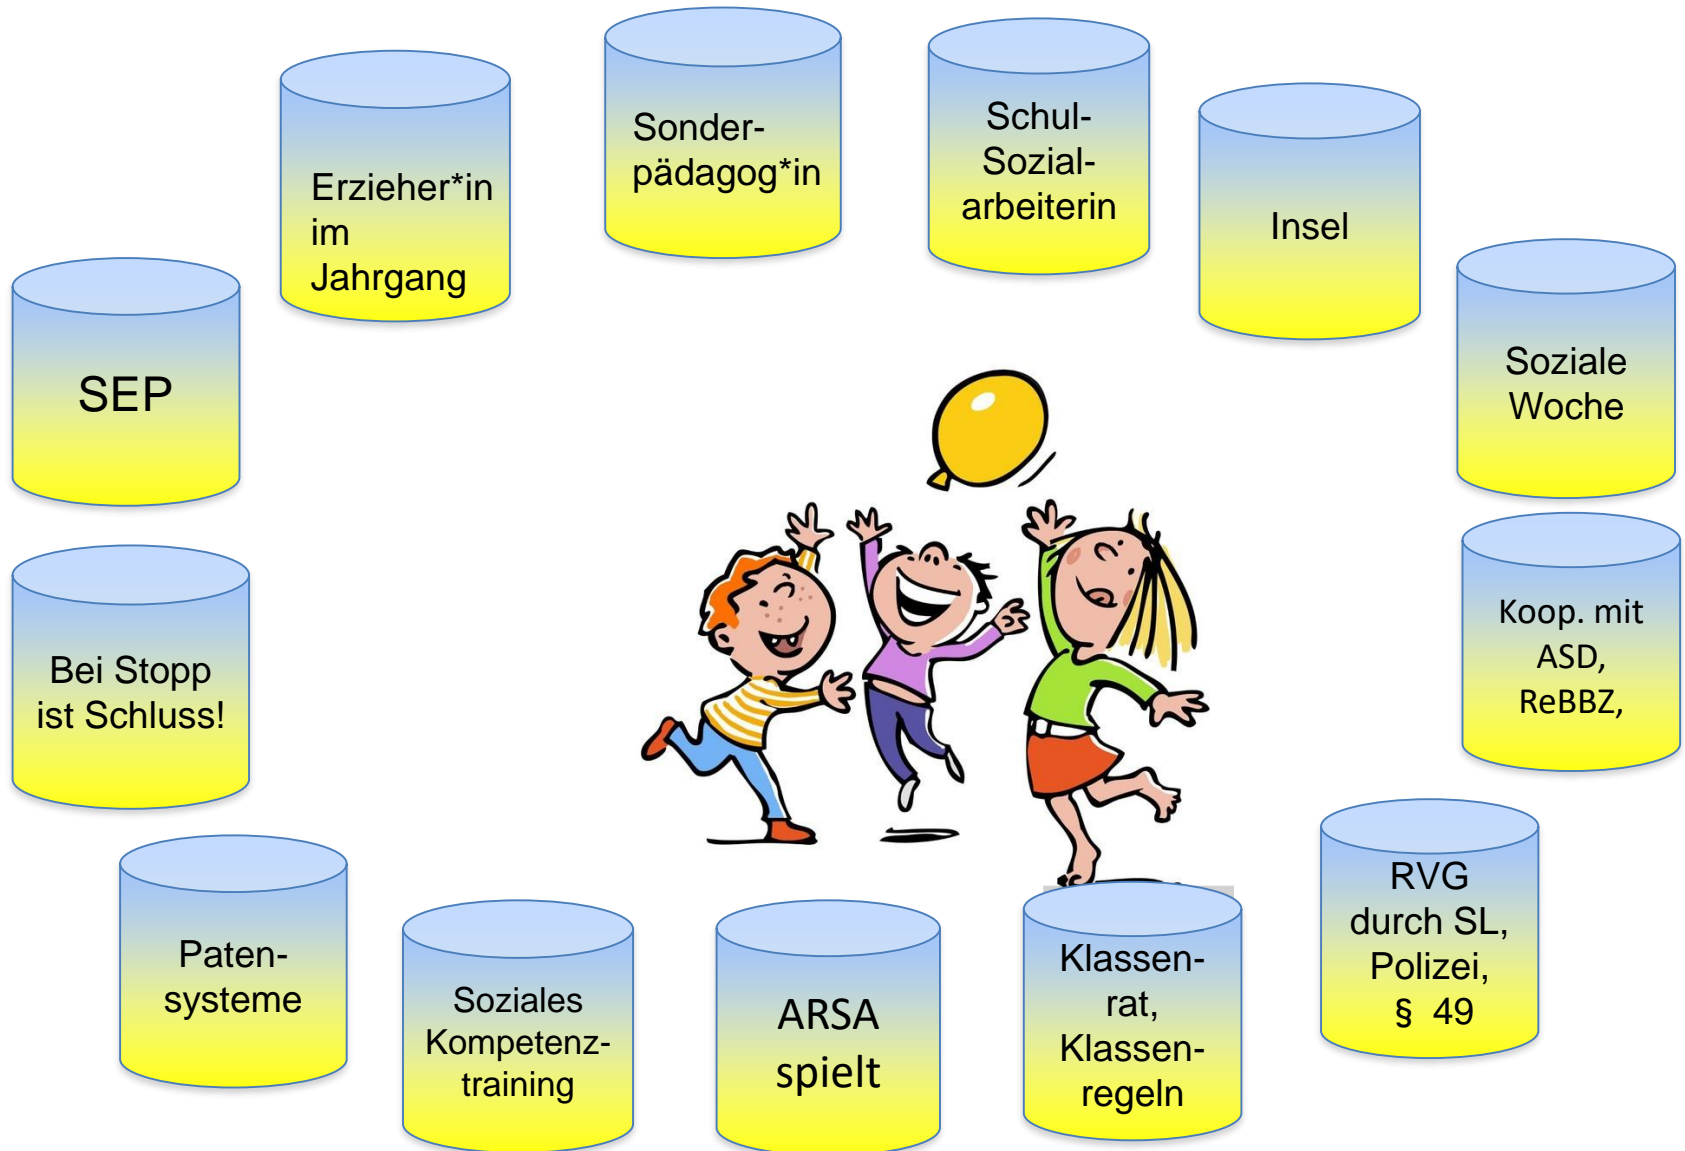 Erzieher*in
im
Jahrgang
Sonder-
pädagog*in
Schul-
Sozial-
arbeiterin
Insel
Soziale
Woche
Koop. mit
ASD,
ReBBZ,
RVG
durch SL,
Polizei,
§ 49
Klassen-
rat,
Klassen-
regeln
ARSA
spielt
Soziales
Kompetenz-
training
Paten-
systeme
Bei Stopp
ist Schluss!
SEP